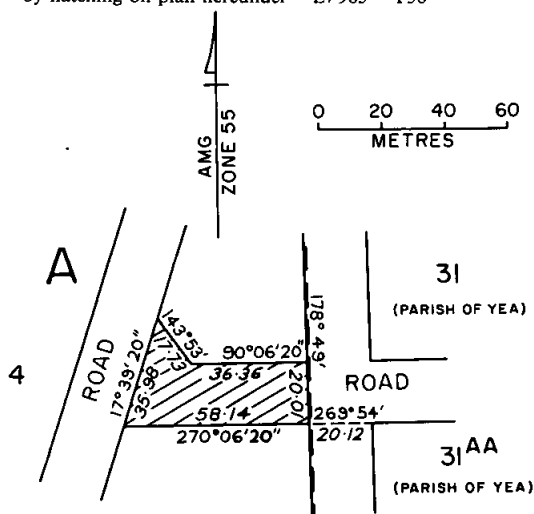 by hatching on plan hereunder
AMG
ZONE 55
0 20 40 60
METRES
A
4
ROAD
17°39'20"
35.98
143°53'
17.73
90°06'20"
36.36
178°49'
20.01
58.14
270°06'20"
269°54'
20.12
ROAD
31
(PARISH OF YEA)
31AA
(PARISH OF YEA)